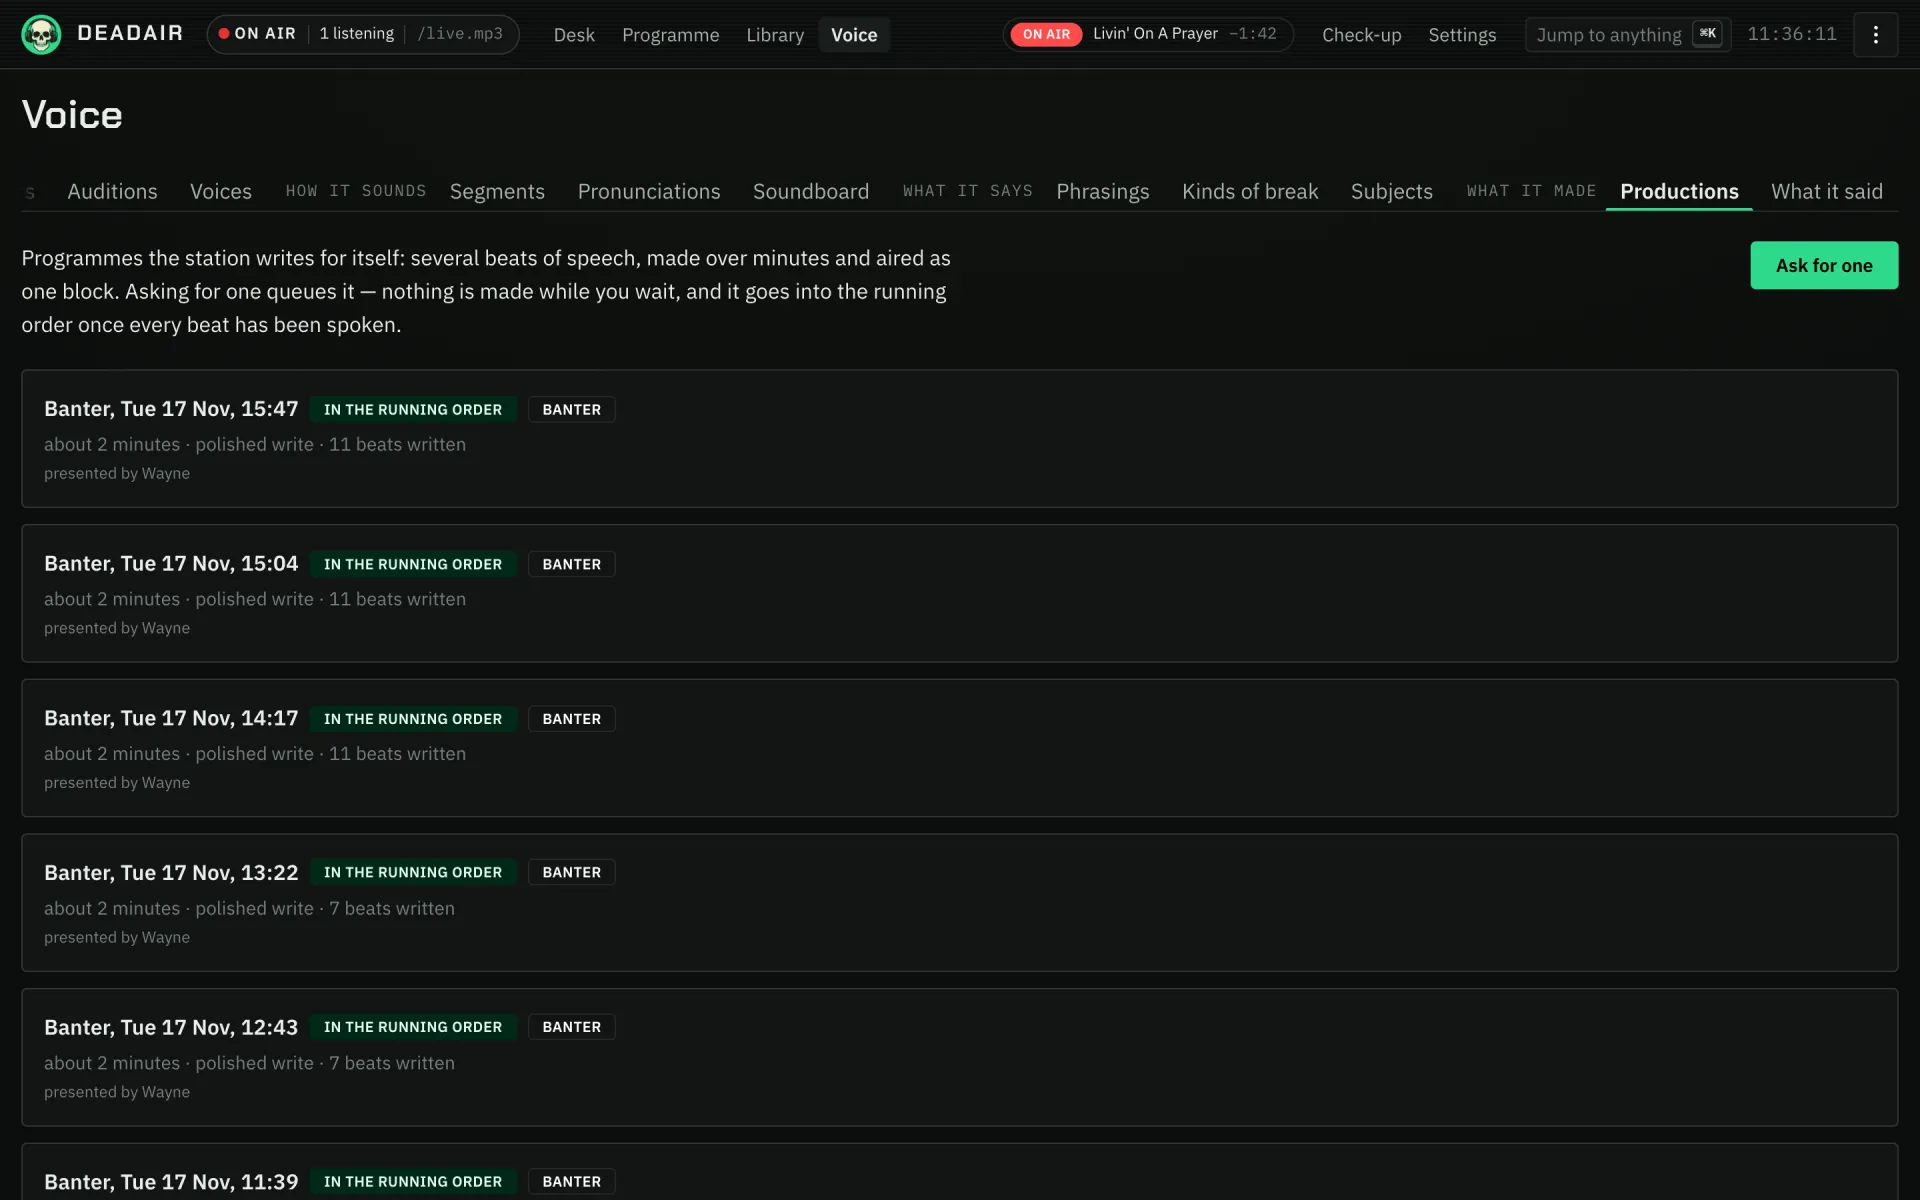 DEADAIR
ON AIR 1 listening /live.mp3
Desk Programme Library Voice
ON AIR Livin' On A Prayer −1:42
Check-up Settings
Jump to anything ⌘K
11:36:11
Voice
s Auditions Voices HOW IT SOUNDS Segments Pronunciations Soundboard WHAT IT SAYS Phrasings Kinds of break Subjects WHAT IT MADE Productions What it said
Programmes the station writes for itself: several beats of speech, made over minutes and aired as
one block. Asking for one queues it — nothing is made while you wait, and it goes into the running
order once every beat has been spoken.
Ask for one
Banter, Tue 17 Nov, 15:47 IN THE RUNNING ORDER BANTER
about 2 minutes · polished write · 11 beats written
presented by Wayne
Banter, Tue 17 Nov, 15:04 IN THE RUNNING ORDER BANTER
about 2 minutes · polished write · 11 beats written
presented by Wayne
Banter, Tue 17 Nov, 14:17 IN THE RUNNING ORDER BANTER
about 2 minutes · polished write · 11 beats written
presented by Wayne
Banter, Tue 17 Nov, 13:22 IN THE RUNNING ORDER BANTER
about 2 minutes · polished write · 7 beats written
presented by Wayne
Banter, Tue 17 Nov, 12:43 IN THE RUNNING ORDER BANTER
about 2 minutes · polished write · 7 beats written
presented by Wayne
Banter, Tue 17 Nov, 11:39 IN THE RUNNING ORDER BANTER